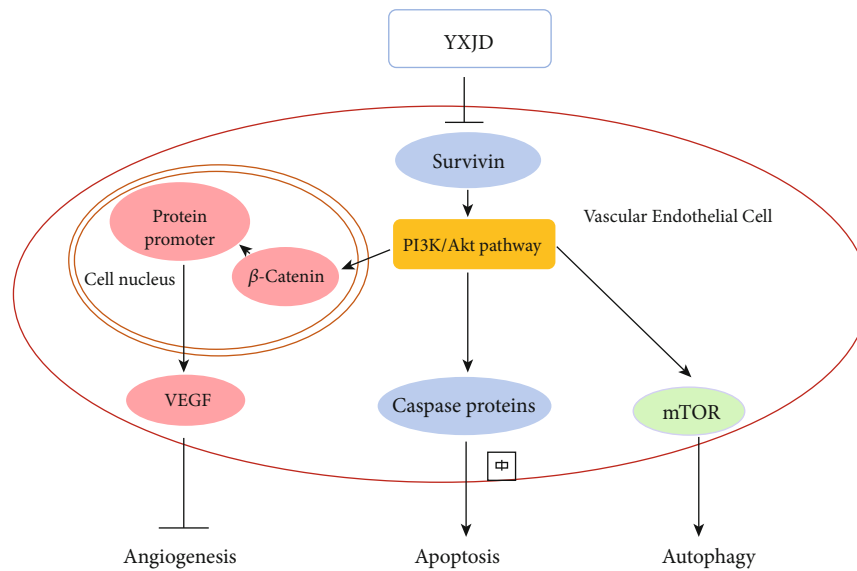 YXJD
Survivin
Vascular Endothelial Cell
Protein
promoter
PI3K/Akt pathway
β-Catenin
Cell nucleus
VEGF
Caspase proteins
mTOR
中
Angiogenesis
Apoptosis
Autophagy